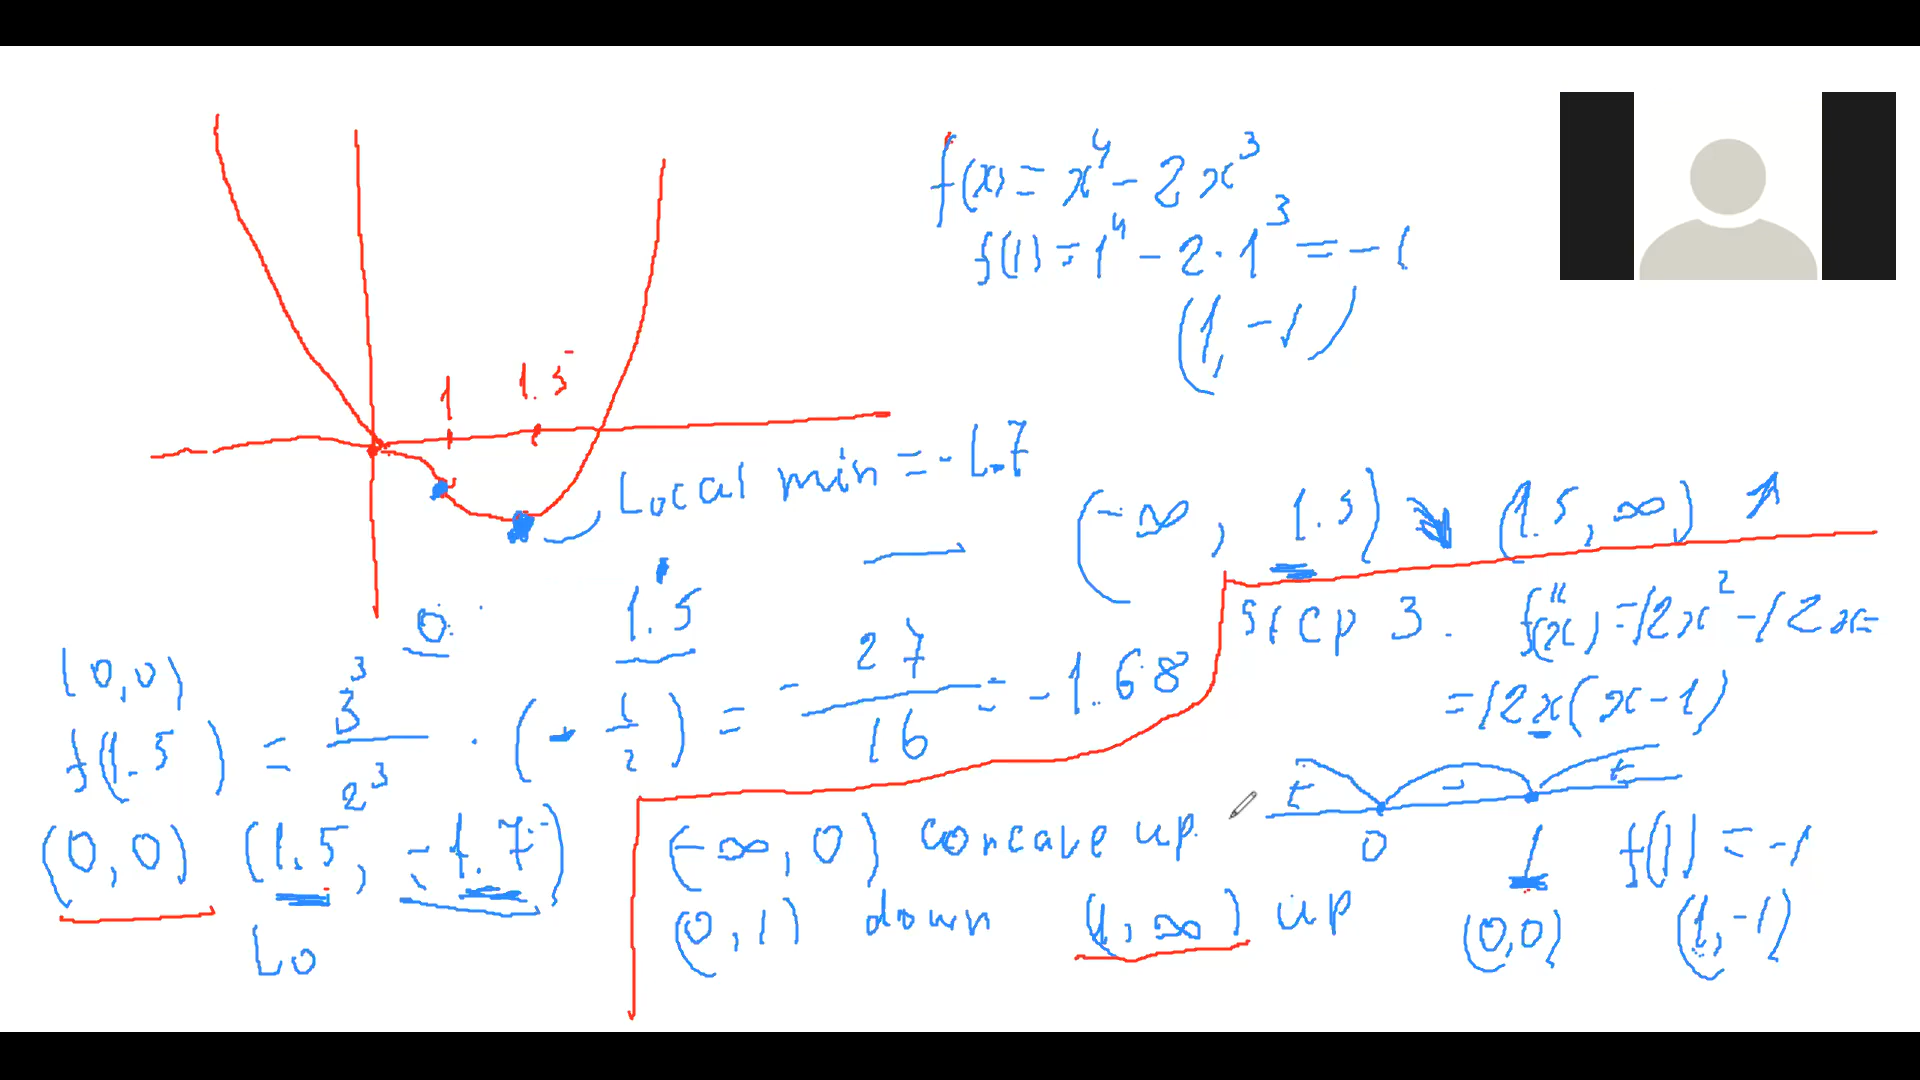 f(x) = x⁴ - 2x³
f(1) = 1⁴ - 2 · 1³ = -1
(1, -1)
1
1.5
Local min = -1.7
(-∞, 1.5) ↘ (1.5, ∞) ↗
0
1.5
(0,0)
f(1.5) = 3³/2³ · (-1/2) = -27/16 = -1.68
(0,0) (1.5, -1.7)
Lo
Step 3. f''(x) = 12x² - 12x =
= 12x(x-1)
+ - +
0 1
f(1) = -1
(0,0) (1,-1)
(-∞, 0) concave up.
(0,1) down (1,∞) up